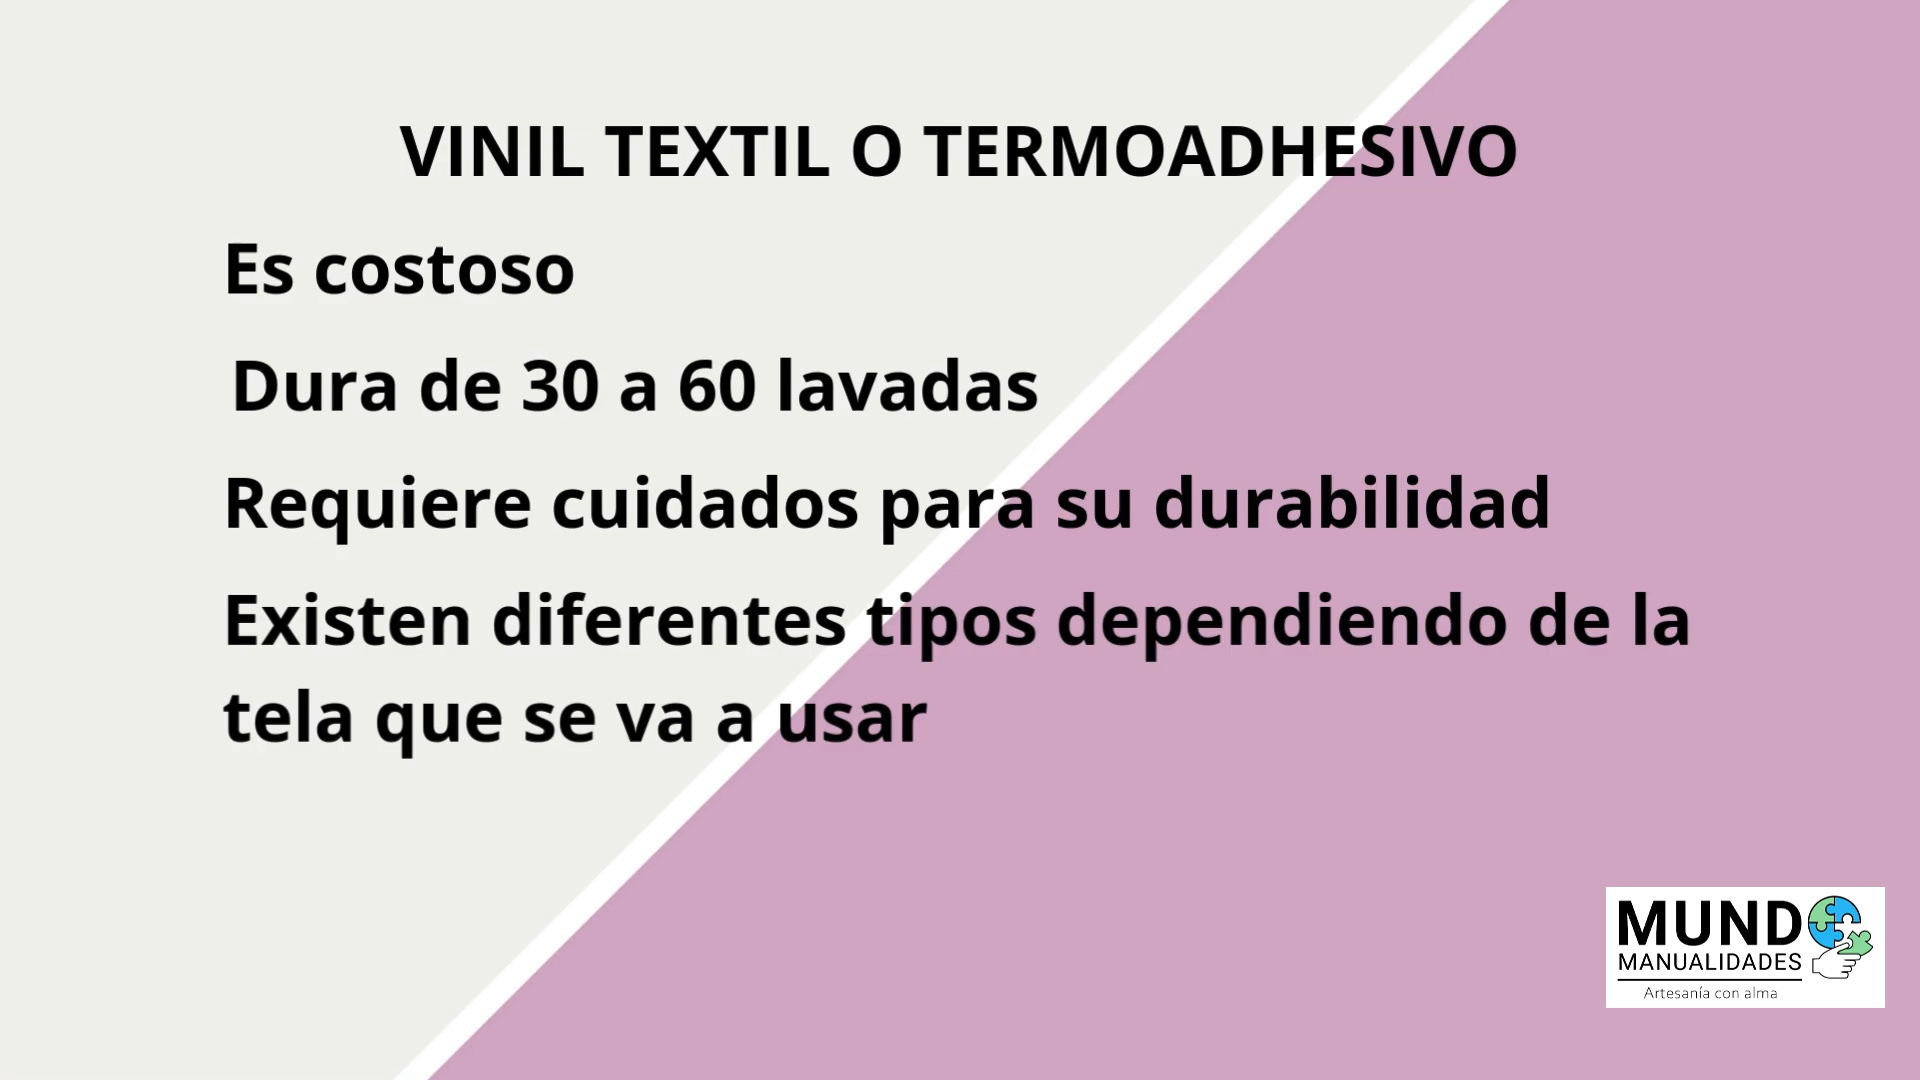 VINIL TEXTIL O TERMOADHESIVO
Es costoso
Dura de 30 a 60 lavadas
Requiere cuidados para su durabilidad
Existen diferentes tipos dependiendo de la
tela que se va a usar
MUNDO
MANUALIDADES
Artesanía con alma